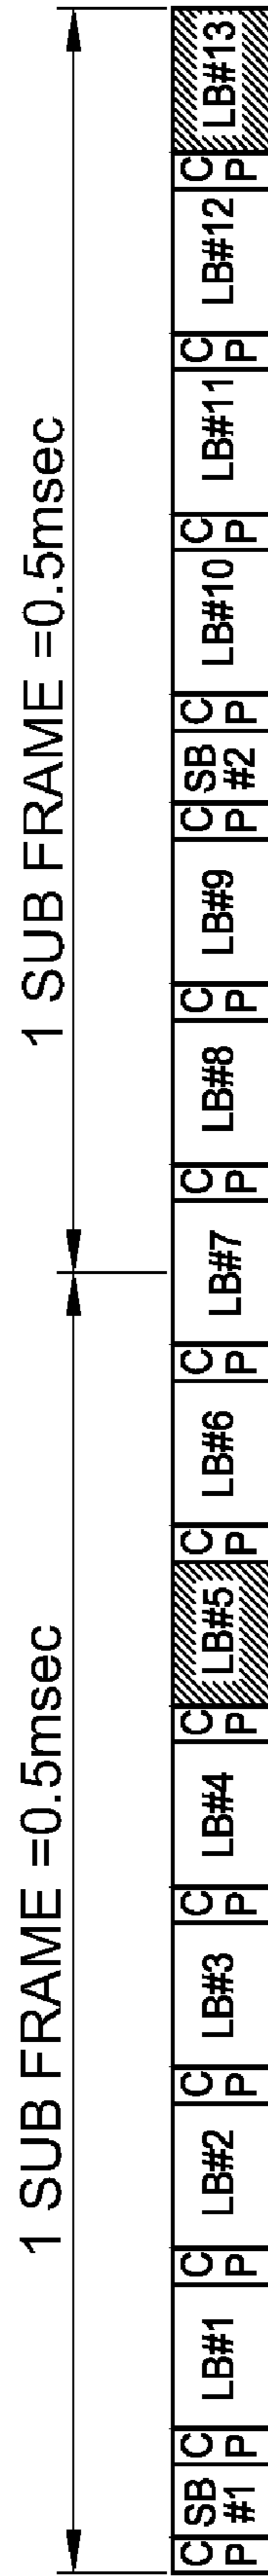 1 SUB FRAME =0.5msec
1 SUB FRAME =0.5msec
CP
SB #1
CP
LB#1
CP
LB#2
CP
LB#3
CP
LB#4
CP
LB#5
CP
LB#6
CP
LB#7
CP
LB#8
CP
LB#9
CP
SB #2
CP
LB#10
CP
LB#11
CP
LB#12
CP
LB#13